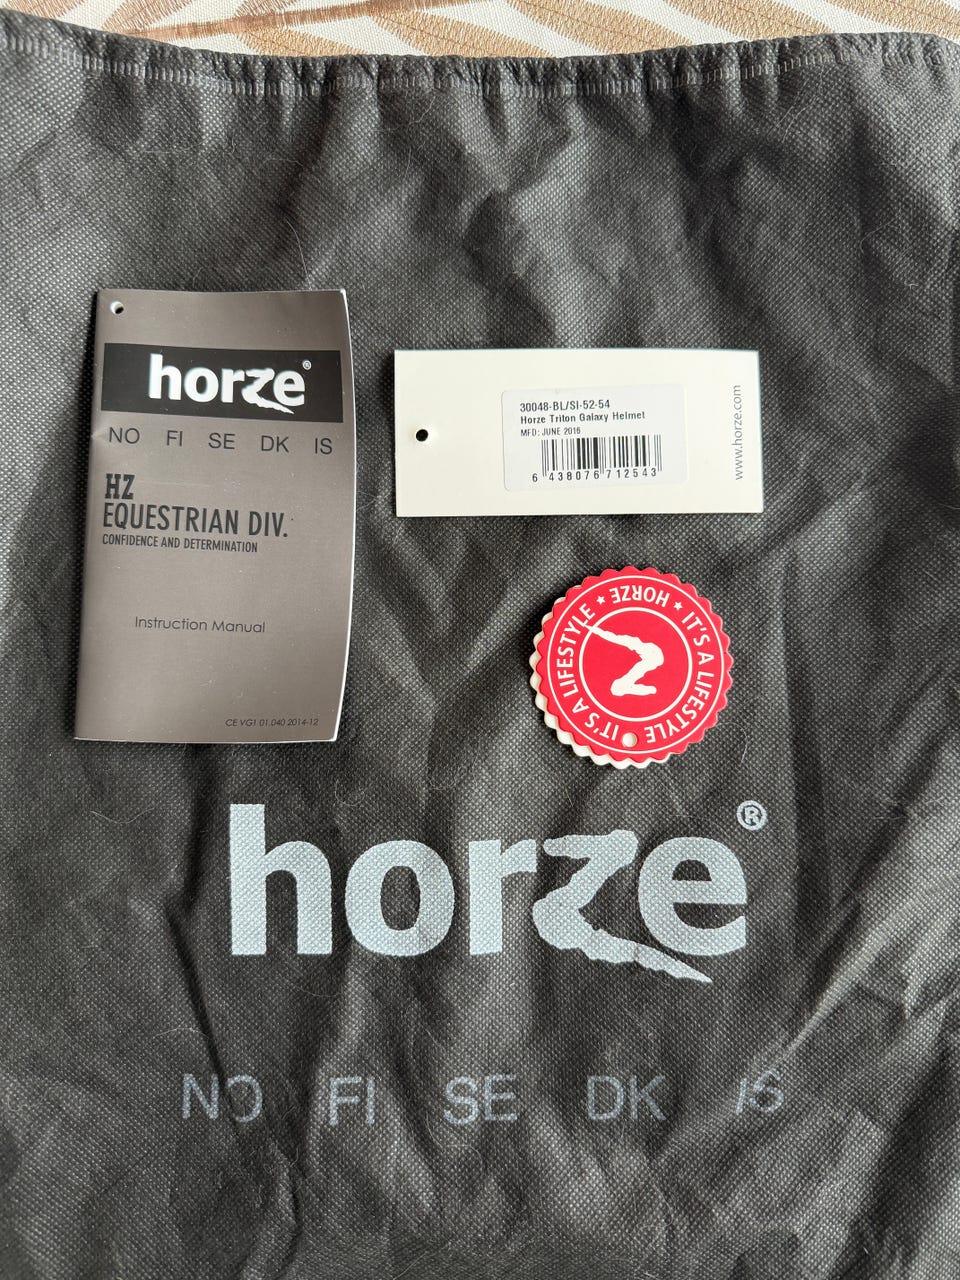 horze®
NO FI SE DK IS
HZ
EQUESTRIAN DIV.
CONFIDENCE AND DETERMINATION
Instruction Manual
CE VG1 01.040 2014-12
30048-BL/SI-52-54
Horze Triton Galaxy Helmet
MFD: JUNE 2016
6 438076 712543
www.horze.com
HORZE ★ IT'S A LIFESTYLE • IT'S A LIFESTYLE ★
horze®
NO FI SE DK IS